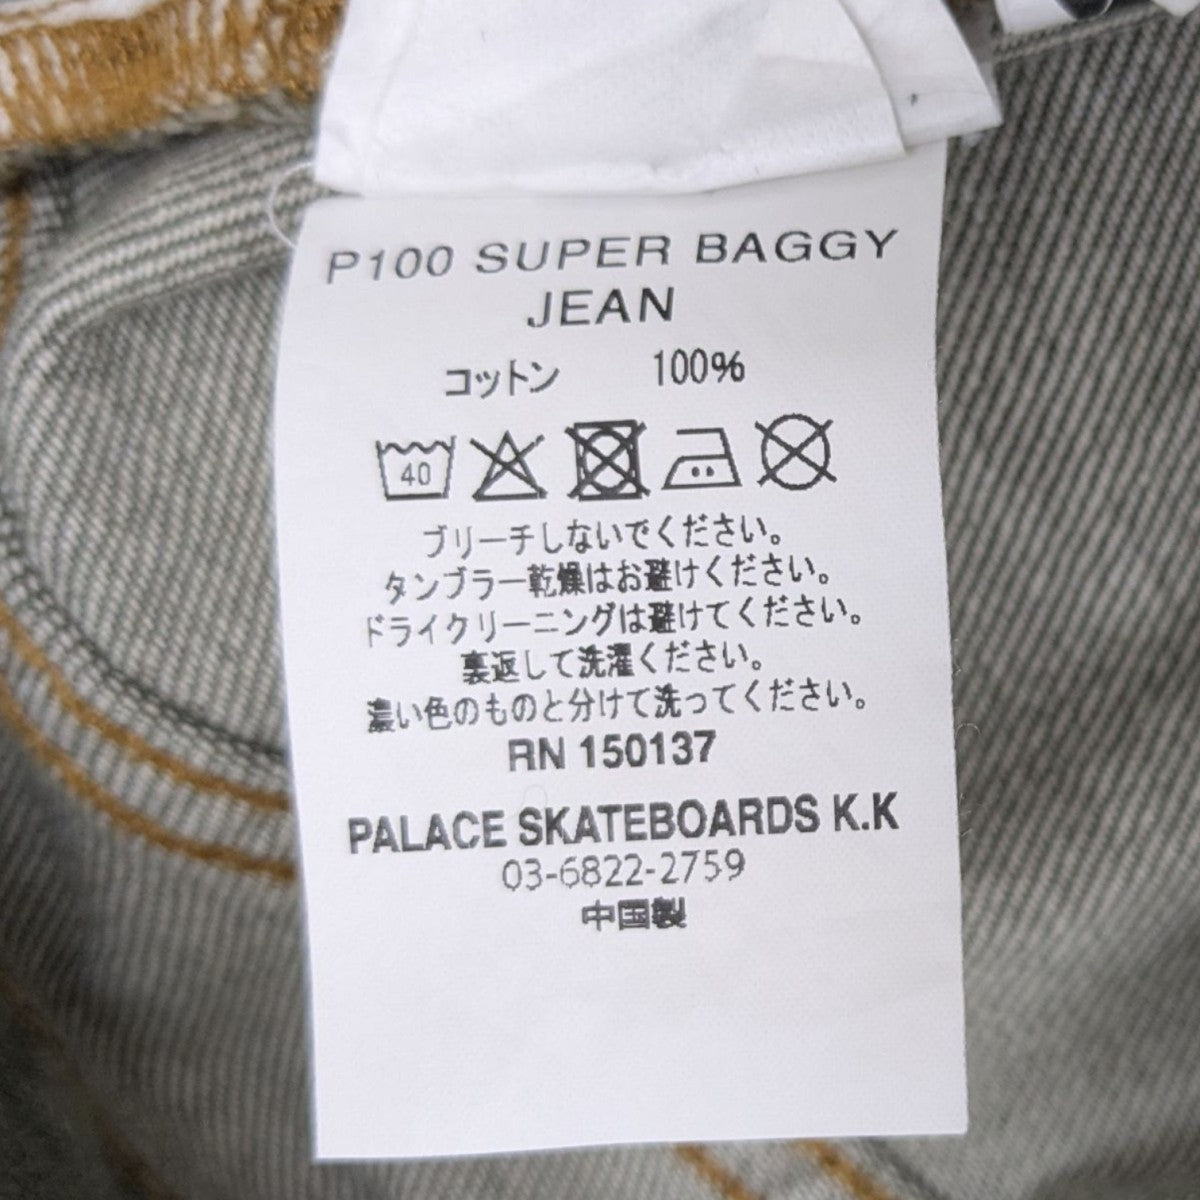 P100 SUPER BAGGY
JEAN
コットン 100%
40
ブリーチしないでください。
タンブラー乾燥はお避けください。
ドライクリーニングは避けてください。
裏返して洗濯ください。
濃い色のものと分けて洗ってください。
RN 150137
PALACE SKATEBOARDS K.K
03-6822-2759
中国製